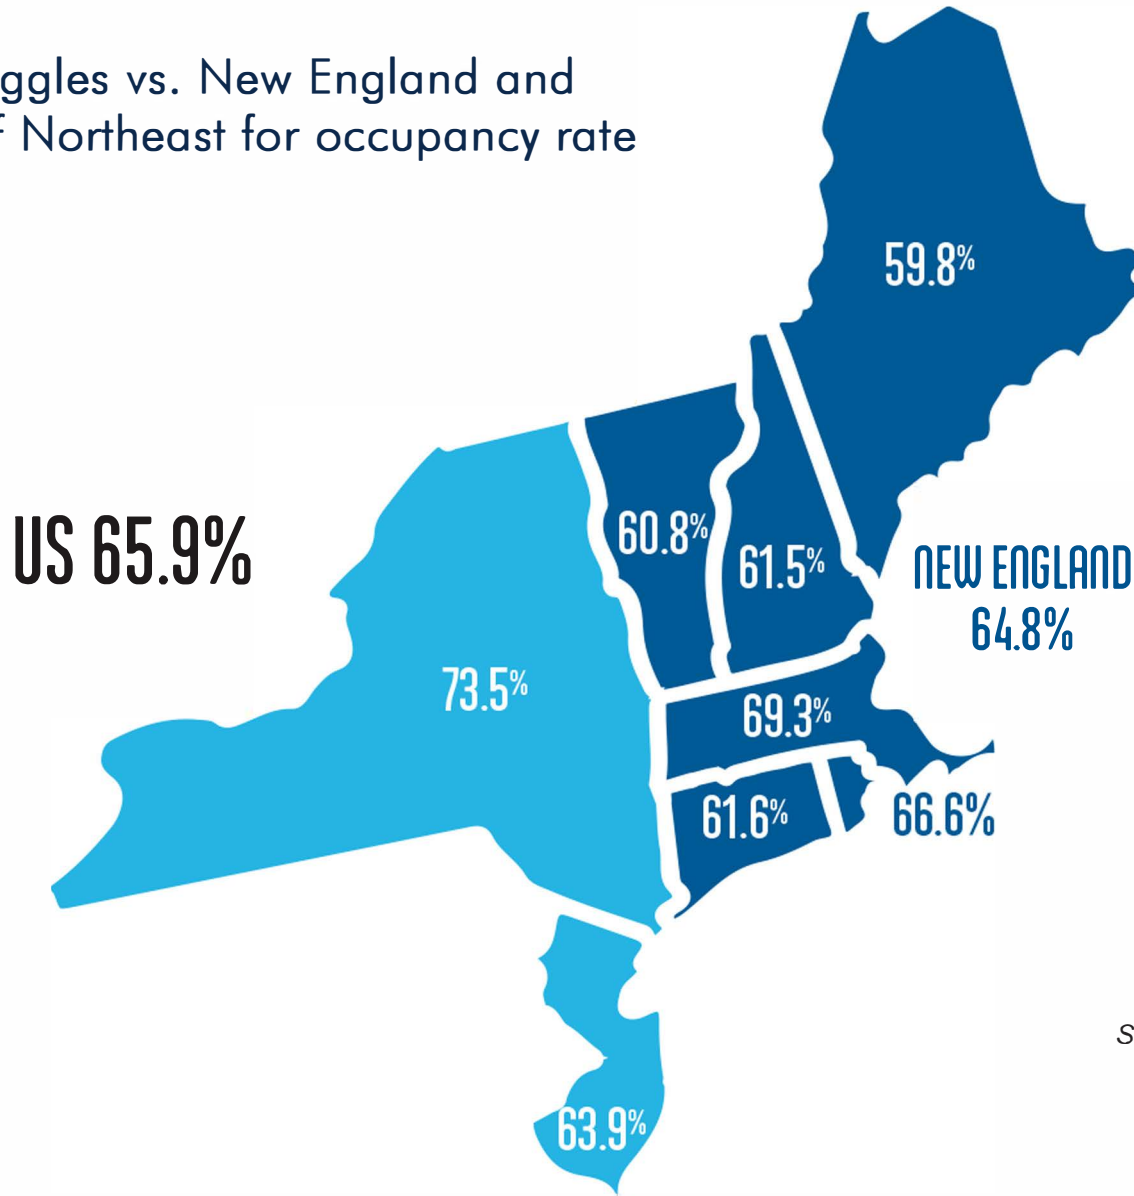 ggles vs. New England and
f Northeast for occupancy rate
59.8%
US 65.9%
60.8%
61.5%
NEW ENGLAND
64.8%
73.5%
69.3%
61.6%
66.6%
S
63.9%